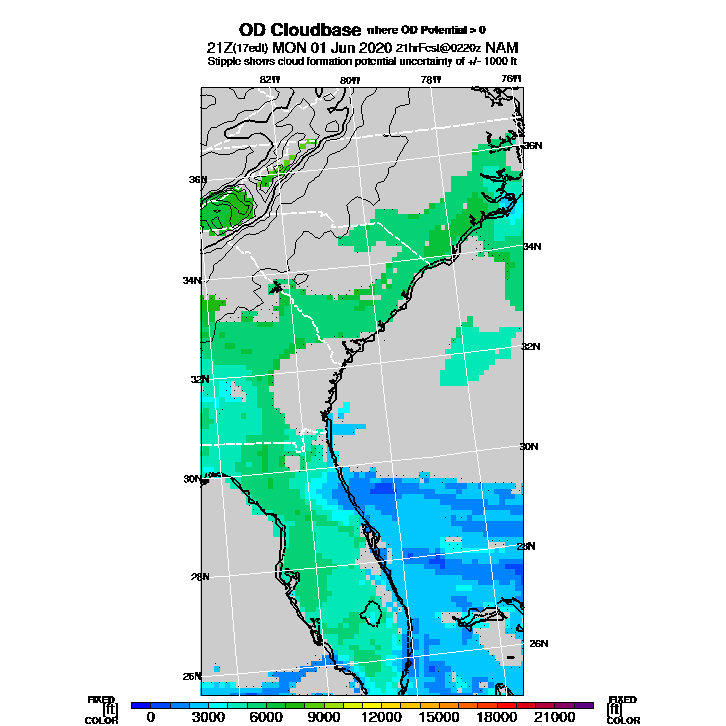 OD Cloudbase where OD Potential > 0
21Z(17edt) MON 01 Jun 2020 21hrFcst@0220z NAM
Stipple shows cloud formation potential uncertainty of +/- 1000 ft
82W 80W 78W 76W
36N
36N
34N
34N
32N
32N
30N
30N
28N
28N
26N
26N
FIXED FIXED
[ft] 0 3000 6000 9000 12000 15000 18000 21000 [ft]
COLOR COLOR